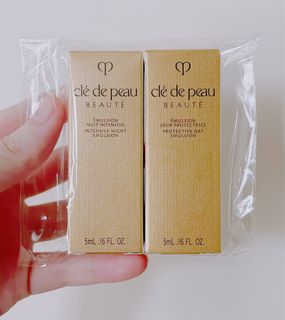 clé de peau
BEAUTÉ
ÉMULSION
NUIT INTENSIVE
INTENSIVE NIGHT
EMULSION
5mL .16 FL. OZ.
clé de peau
BEAUTÉ
ÉMULSION
JOUR PROTECTRICE
PROTECTIVE DAY
EMULSION
5mL .16 FL. OZ.